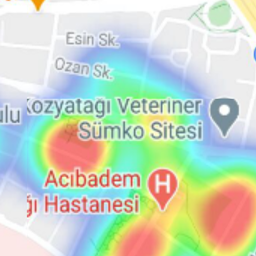 Esin Sk.
Ozan Sk.
Kozyatağı Veteriner
ulu
Sümko Sitesi
Acıbadem
ğı Hastanesi
H